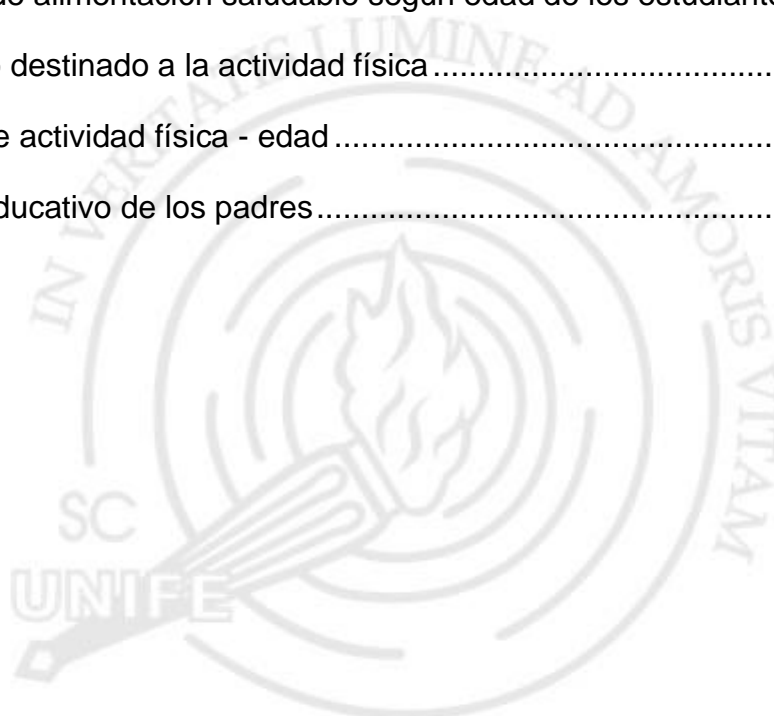 de alimentación saludable según edad de los estudiante
destinado a la actividad física ..................................
e actividad física - edad ............................................
ducativo de los padres ..............................................
IN VERITATE LUMINE AD AMORIS VITAM
SC
UNIFE